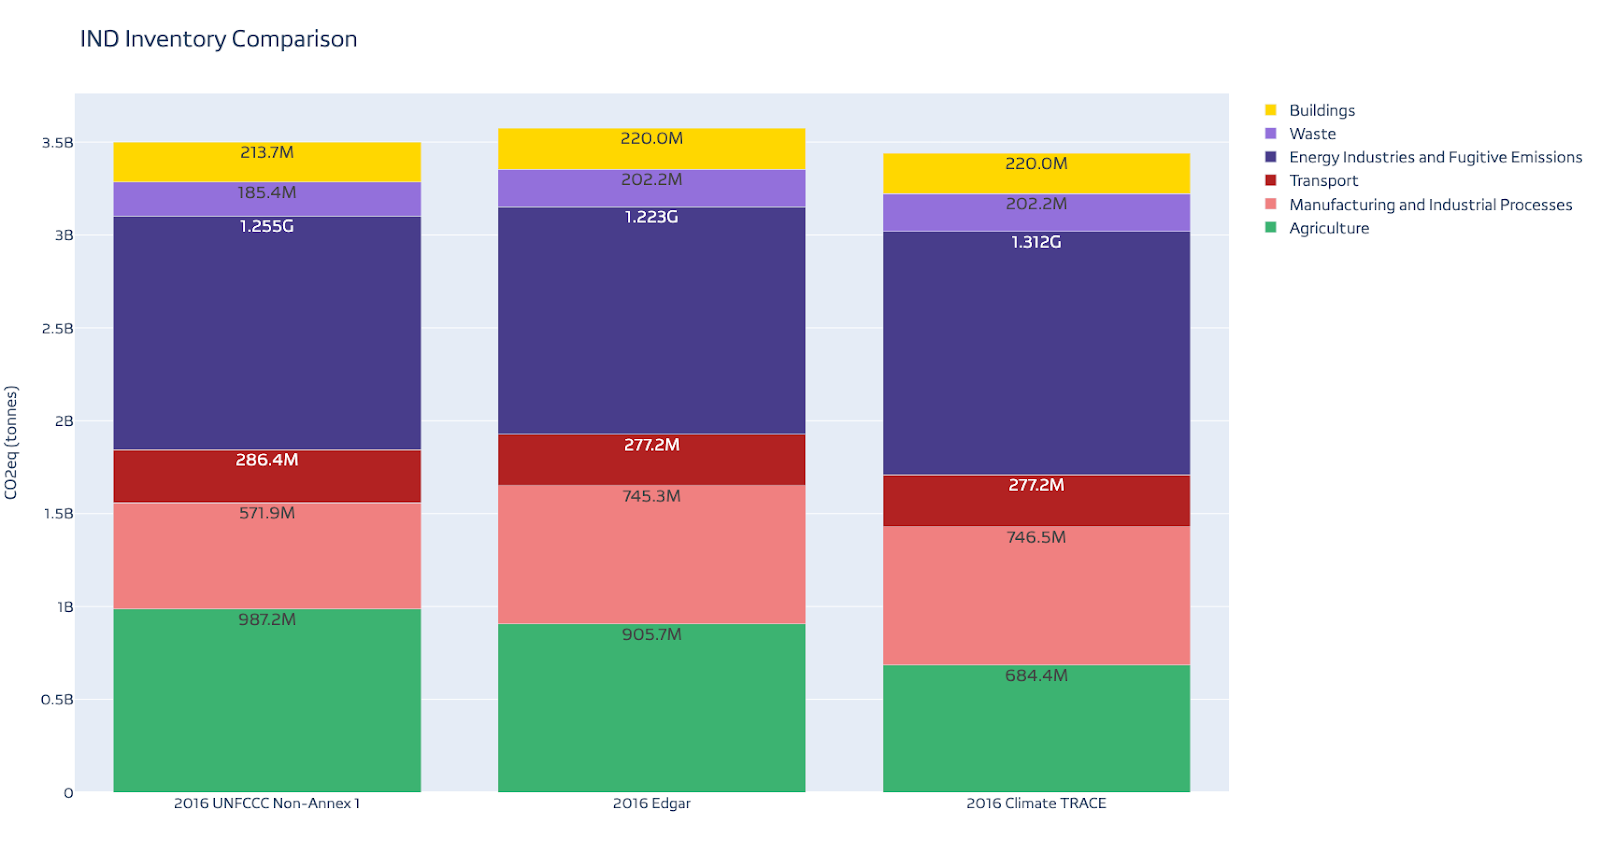 IND Inventory Comparison
CO2eq (tonnes)
3.5B
3B
2.5B
2B
1.5B
1B
0.5B
0
213.7M
185.4M
1.255G
286.4M
571.9M
987.2M
220.0M
202.2M
1.223G
277.2M
745.3M
905.7M
220.0M
202.2M
1.312G
277.2M
746.5M
684.4M
2016 UNFCCC Non-Annex 1
2016 Edgar
2016 Climate TRACE
Buildings
Waste
Energy Industries and Fugitive Emissions
Transport
Manufacturing and Industrial Processes
Agriculture